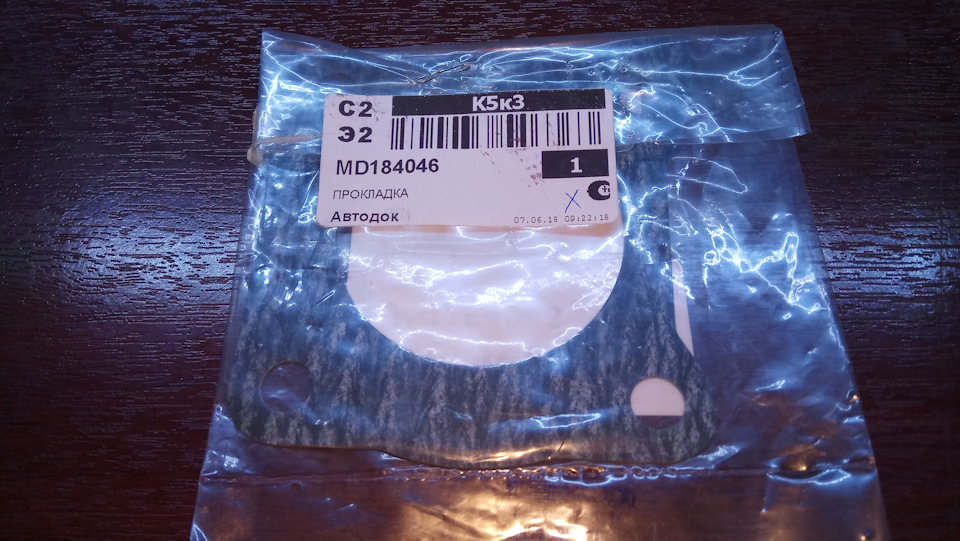 С2 К5к3
Э2
MD184046 1
ПРОКЛАДКА
Автодок 07.06.18 09:22:18